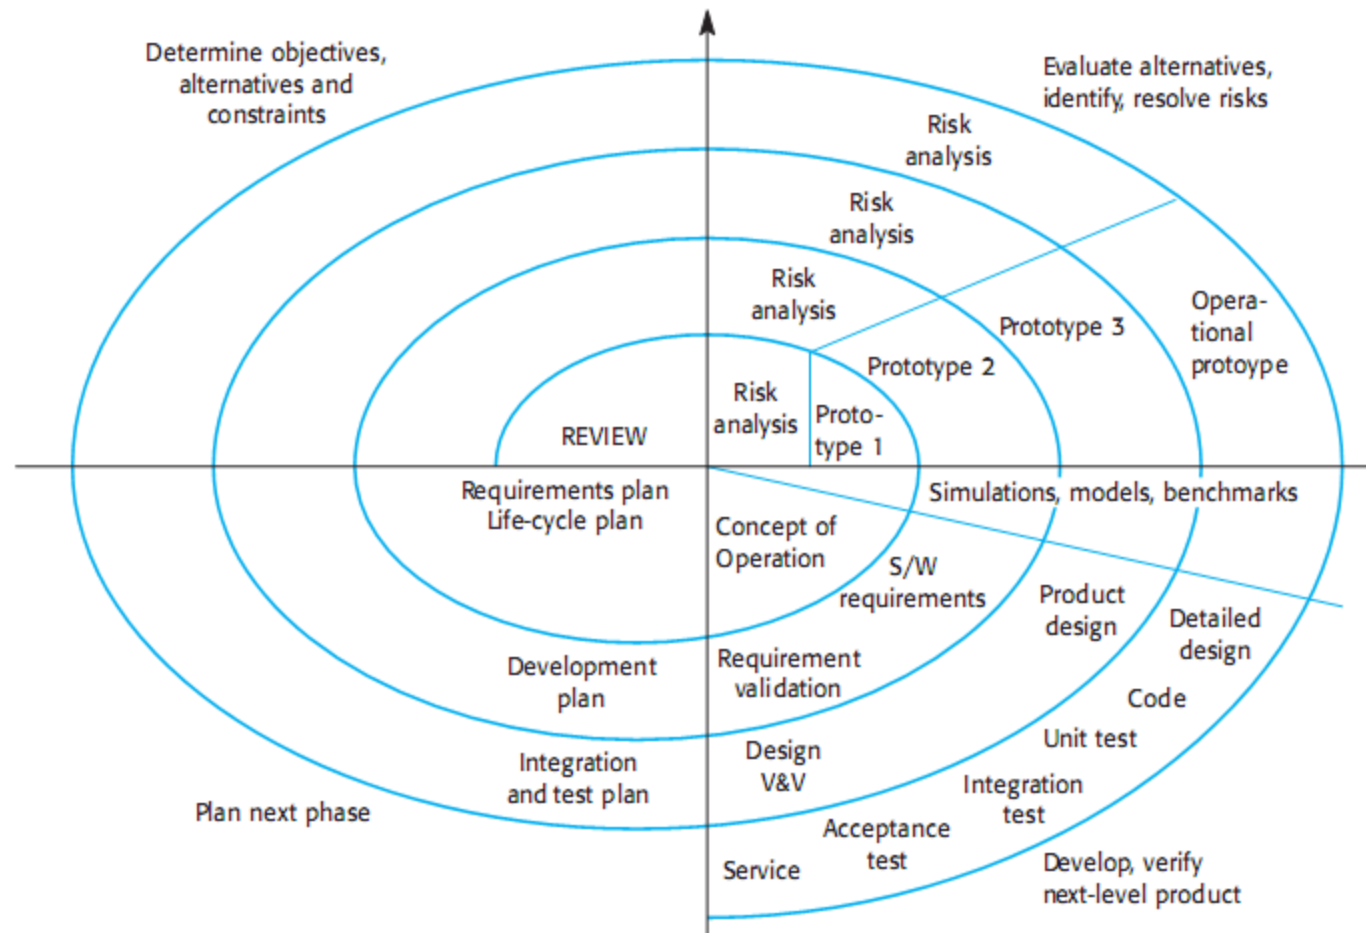 Determine objectives,
alternatives and
constraints
Evaluate alternatives,
identify, resolve risks
Risk
analysis
Risk
analysis
Risk
analysis
Risk
analysis
Proto-
type 1
Prototype 2
Prototype 3
Opera-
tional
protoype
REVIEW
Requirements plan
Life-cycle plan
Simulations, models, benchmarks
Concept of
Operation
S/W
requirements
Product
design
Detailed
design
Development
plan
Requirement
validation
Code
Unit test
Integration
and test plan
Design
V&V
Integration
test
Plan next phase
Acceptance
test
Service
Develop, verify
next-level product